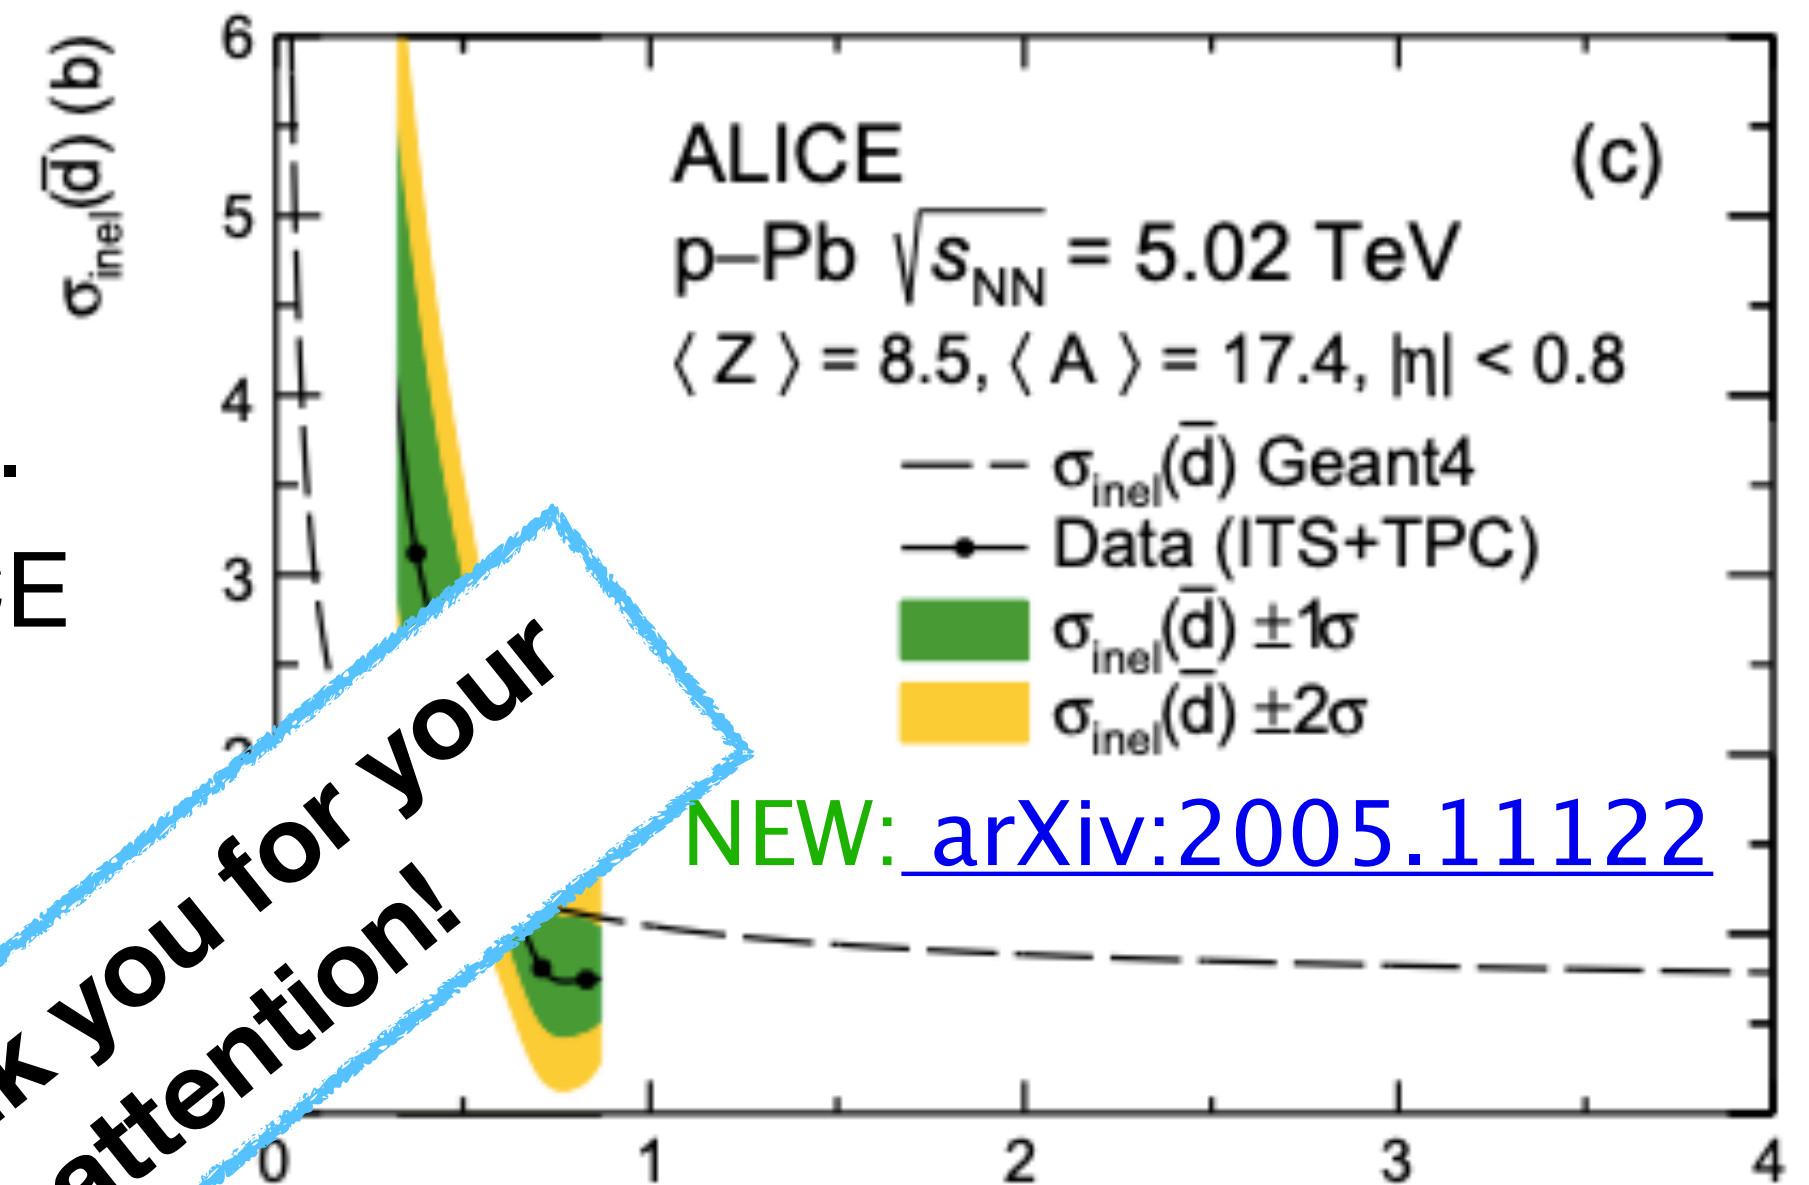 6
σinel(d̅) (b)
ALICE
(c)
5
p–Pb √sNN = 5.02 TeV
⟨ Z ⟩ = 8.5, ⟨ A ⟩ = 17.4, |η| < 0.8
4
σinel(d̅) Geant4
.
Data (ITS+TPC)
3
E
σinel(d̅) ±1σ
σinel(d̅) ±2σ
NEW: arXiv:2005.11122
you for your
attention!
0 1 2 3 4